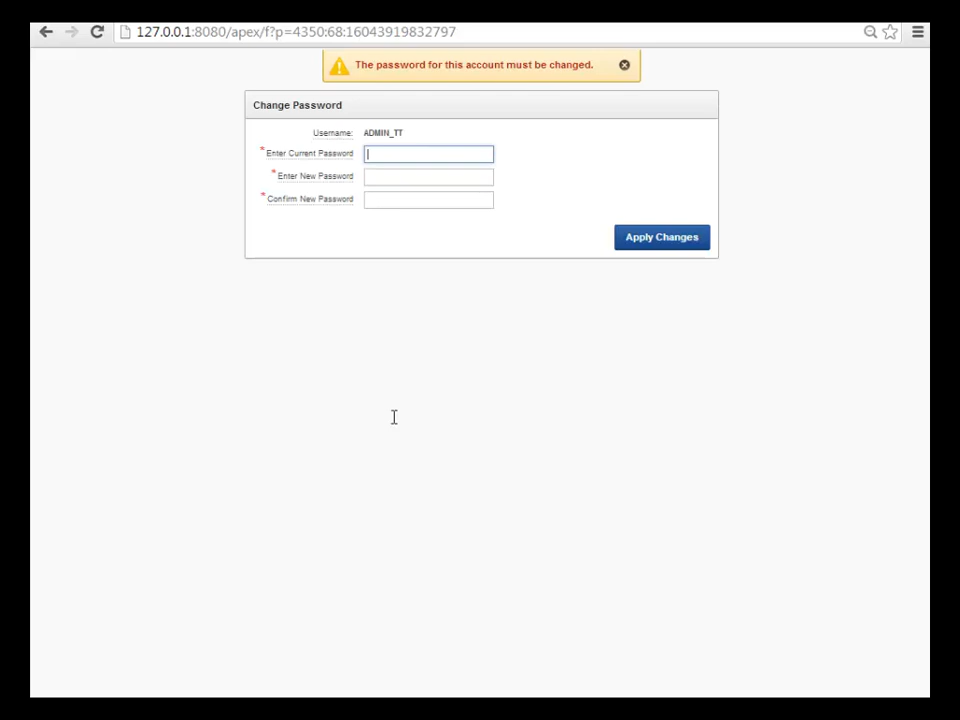 127.0.0.1:8080/apex/f?p=4350:68:16043919832797
The password for this account must be changed.
Change Password
Username: ADMIN_TT
* Enter Current Password
* Enter New Password
* Confirm New Password
Apply Changes